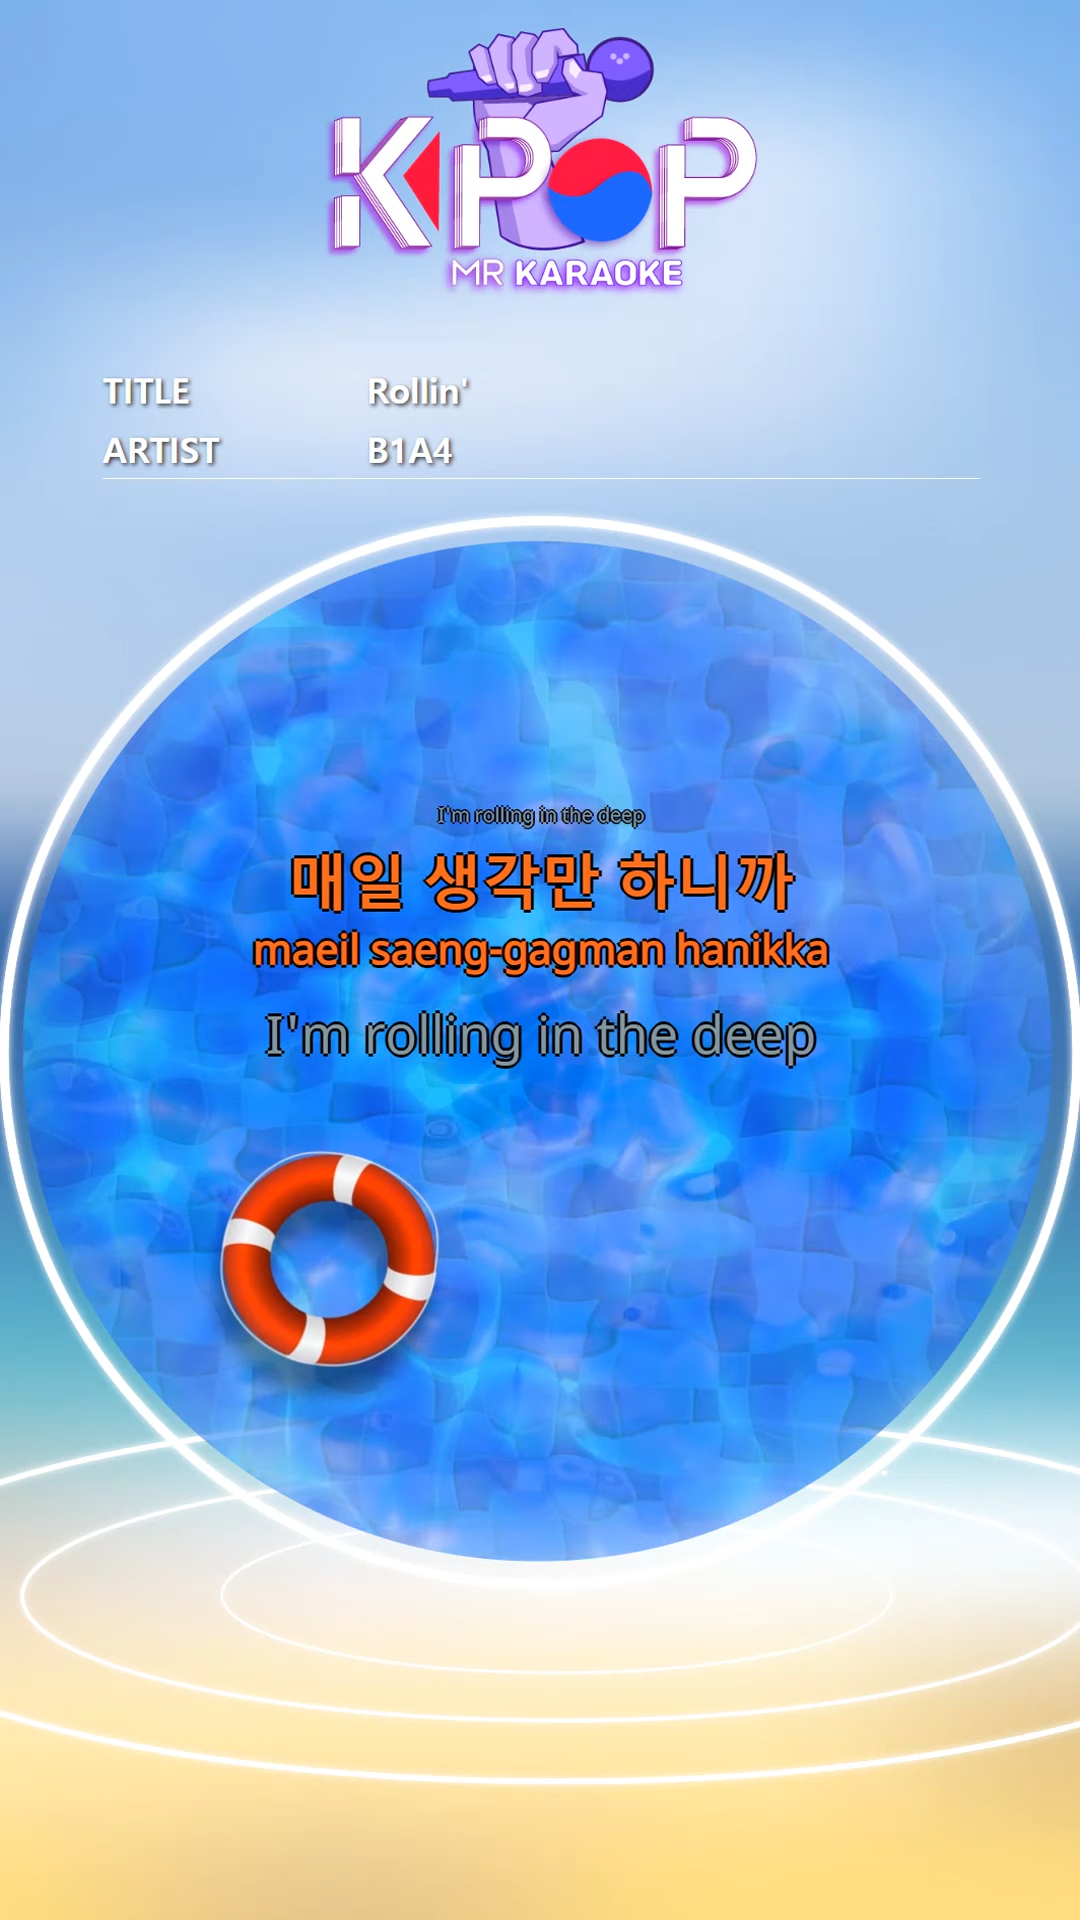 KPOP
MR KARAOKE
TITLE Rollin'
ARTIST B1A4
I'm rolling in the deep
매일 생각만 하니까
maeil saeng-gagman hanikka
I'm rolling in the deep